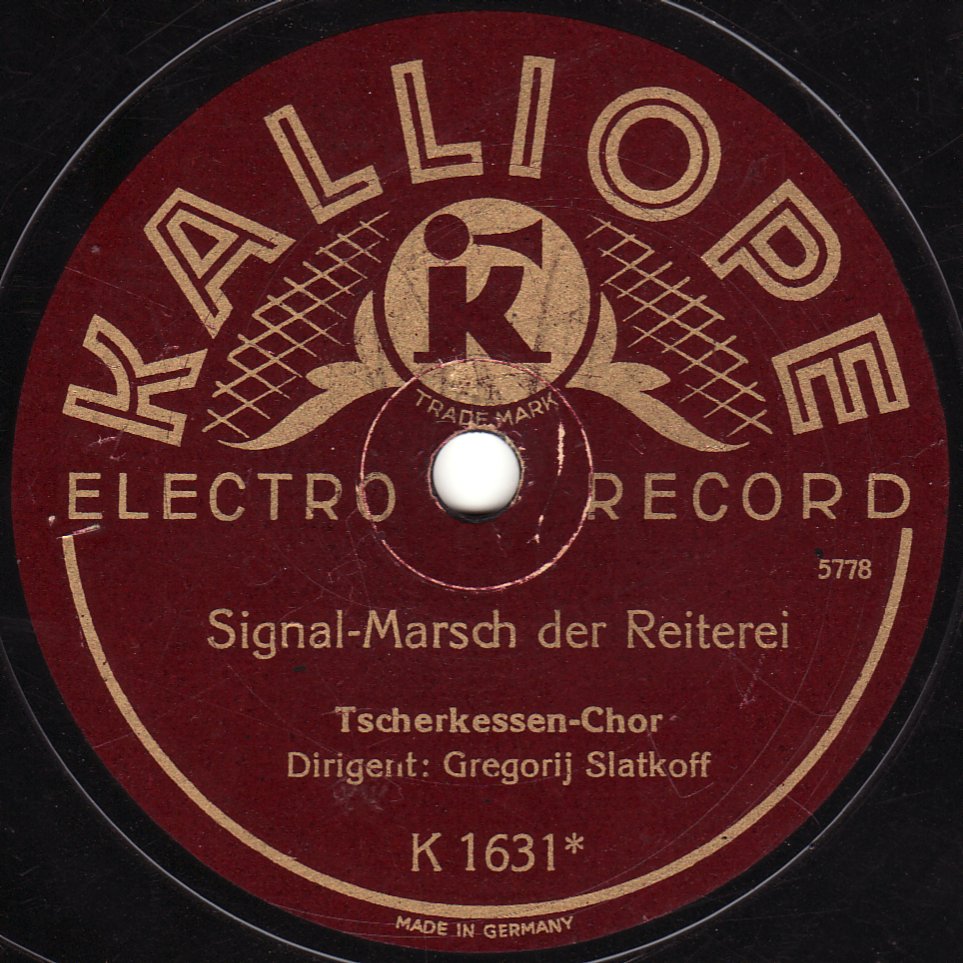 KALLIOPE
K
TRADE MARK
ELECTRO RECORD
5778
Signal-Marsch der Reiterei
Tscherkessen-Chor
Dirigent: Gregorij Slatkoff
K 1631*
MADE IN GERMANY